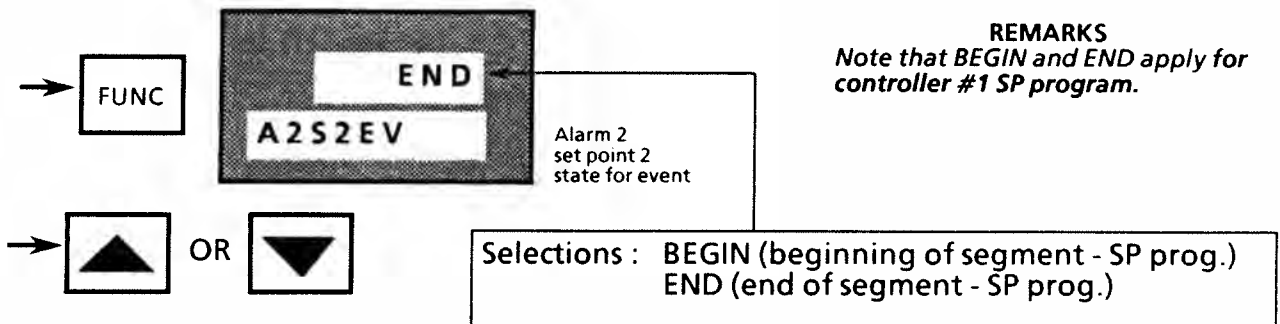 FUNC
END
A2S2EV
Alarm 2
set point 2
state for event
REMARKS
Note that BEGIN and END apply for
controller #1 SP program.
OR
Selections : BEGIN (beginning of segment - SP prog.)
END (end of segment - SP prog.)